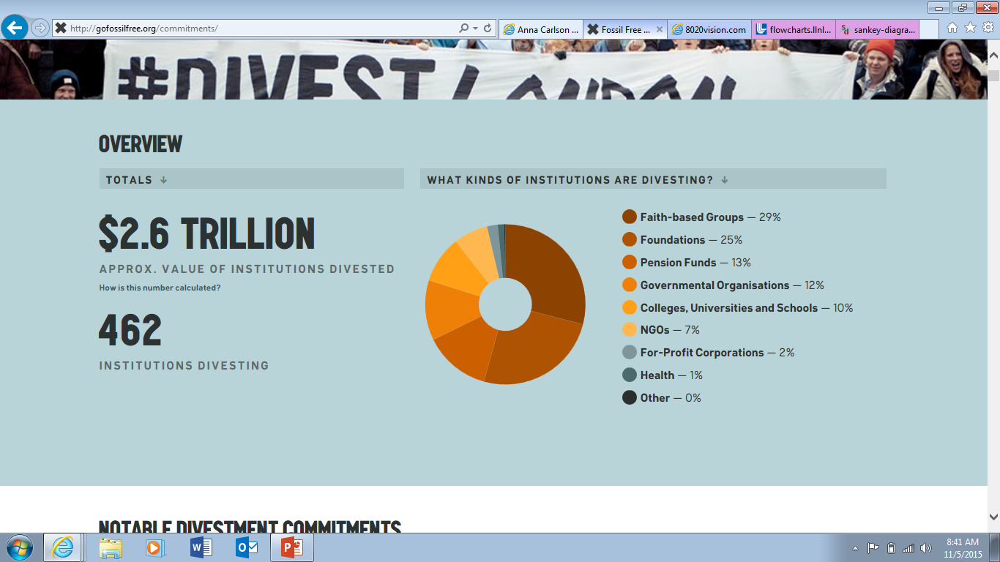 http://gofossilfree.org/commitments/
Anna Carlson ...
Fossil Free ...
8020vision.com
flowcharts.llnl...
sankey-diagra...
#DIVEST LONDON
OVERVIEW
TOTALS ↓
WHAT KINDS OF INSTITUTIONS ARE DIVESTING? ↓
$2.6 TRILLION
APPROX. VALUE OF INSTITUTIONS DIVESTED
How is this number calculated?
462
INSTITUTIONS DIVESTING
Faith-based Groups — 29%
Foundations — 25%
Pension Funds — 13%
Governmental Organisations — 12%
Colleges, Universities and Schools — 10%
NGOs — 7%
For-Profit Corporations — 2%
Health — 1%
Other — 0%
NOTABLE DIVESTMENT COMMITMENTS
8:41 AM
11/5/2015